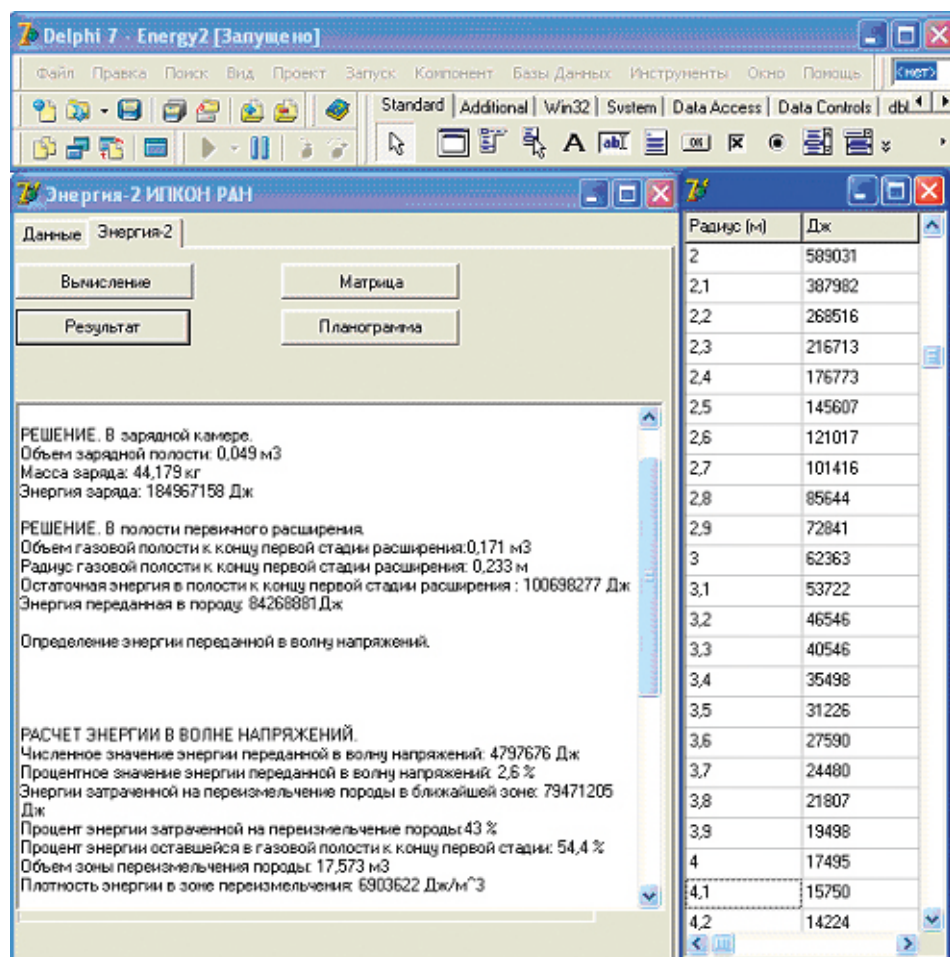 Delphi 7 - Energy2 [Запущено]
Файл Правка Поиск Вид Проект Запуск Компонент Базы Данных Инструменты Окно Помощь <нет>
Standard Additional Win32 System Data Access Data Controls dbI
Энергия-2 ИПКОН РАН
Данные Энергия-2
Вычисление Матрица
Результат Планограмма
РЕШЕНИЕ. В зарядной камере.
Объем зарядной полости: 0,049 м3
Масса заряда: 44,179 кг
Энергия заряда: 184967158 Дж
РЕШЕНИЕ. В полости первичного расширения.
Объем газовой полости к концу первой стадии расширения:0,171 м3
Радиус газовой полости к концу первой стадии расширения: 0,233 м
Остаточная энергия в полости к концу первой стадии расширения : 100698277 Дж
Энергия переданная в породу: 84268881Дж
Определение энергии переданной в волну напряжений.
РАСЧЕТ ЭНЕРГИИ В ВОЛНЕ НАПРЯЖЕНИЙ.
Численное значение энергии переданной в волну напряжений: 4797676 Дж
Процентное значение энергии переданной в волну напряжений: 2,6 %
Энергии затраченной на переизмельчение породы в ближайшей зоне: 79471205
Дж
Процент энергии затраченной на переизмельчение породы:43 %
Процент энергии оставшейся в газовой полости к концу первой стадии: 54,4 %
Объем зоны переизмельчения породы: 17,573 м3
Плотность энергии в зоне переизмельчения: 6903622 Дж/м^3
Радиус (м) Дж
2 589031
2,1 387982
2,2 268516
2,3 216713
2,4 176773
2,5 145607
2,6 121017
2,7 101416
2,8 85644
2,9 72841
3 62363
3,1 53722
3,2 46546
3,3 40546
3,4 35498
3,5 31226
3,6 27590
3,7 24480
3,8 21807
3,9 19498
4 17495
4,1 15750
4,2 14224